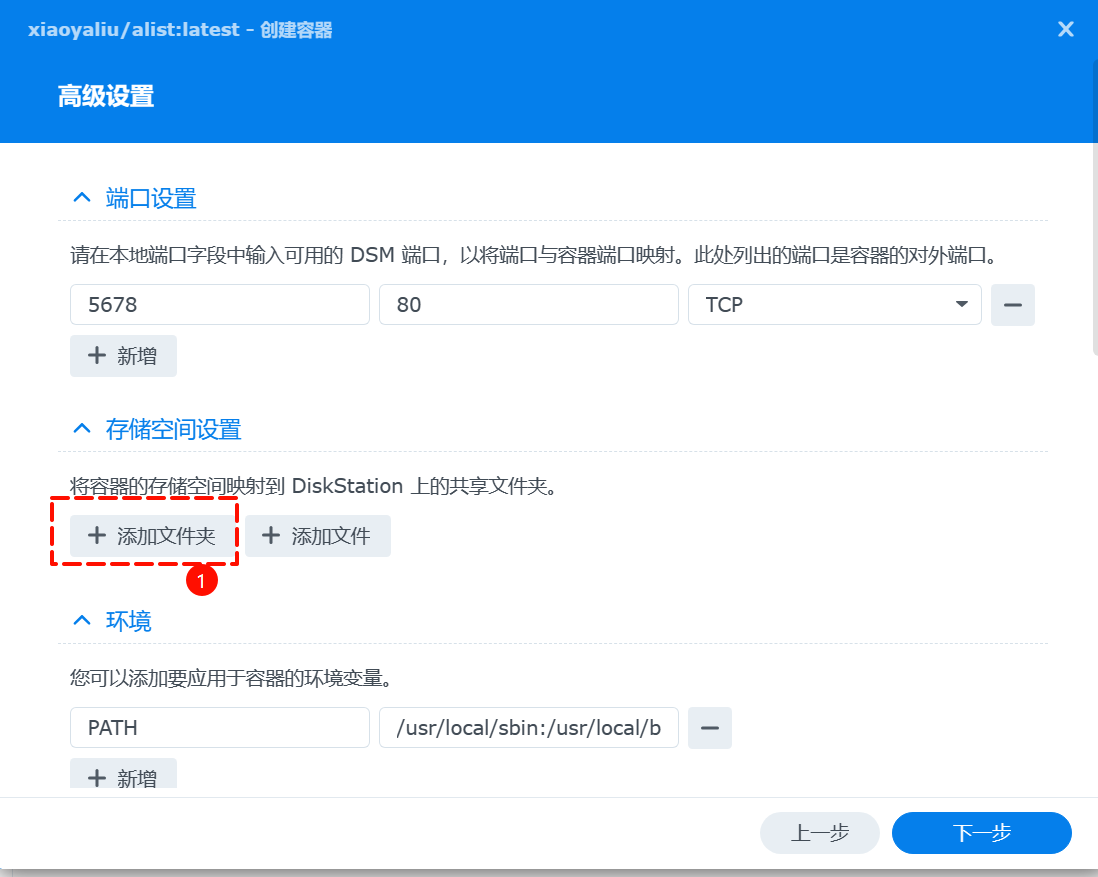 xiaoyaliu/alist:latest - 创建容器
高级设置
端口设置
请在本地端口字段中输入可用的 DSM 端口，以将端口与容器端口映射。此处列出的端口是容器的对外端口。
5678 80 TCP
新增
存储空间设置
将容器的存储空间映射到 DiskStation 上的共享文件夹。
添加文件夹 添加文件
1
环境
您可以添加要应用于容器的环境变量。
PATH /usr/local/sbin:/usr/local/b
新增
上一步 下一步